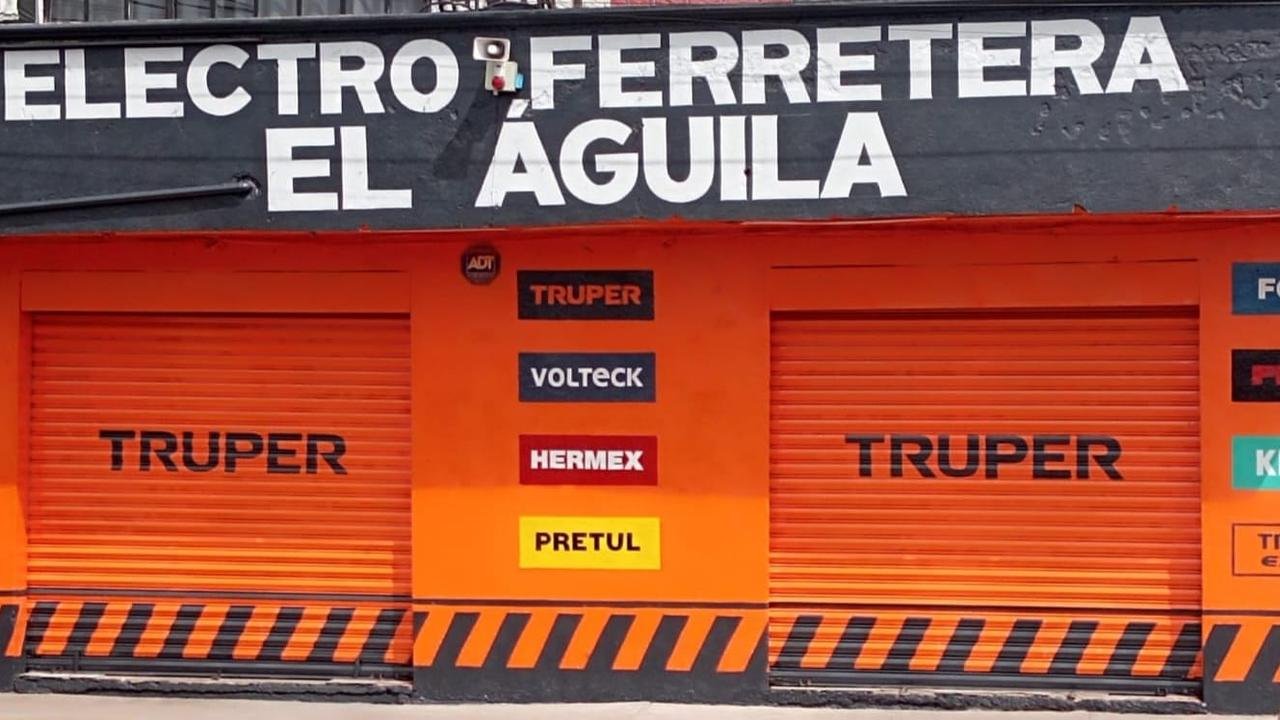 ELECTRO FERRETERA
EL ÁGUILA
ADT
TRUPER
VOLTECK
HERMEX
PRETUL
TRUPER
TRUPER